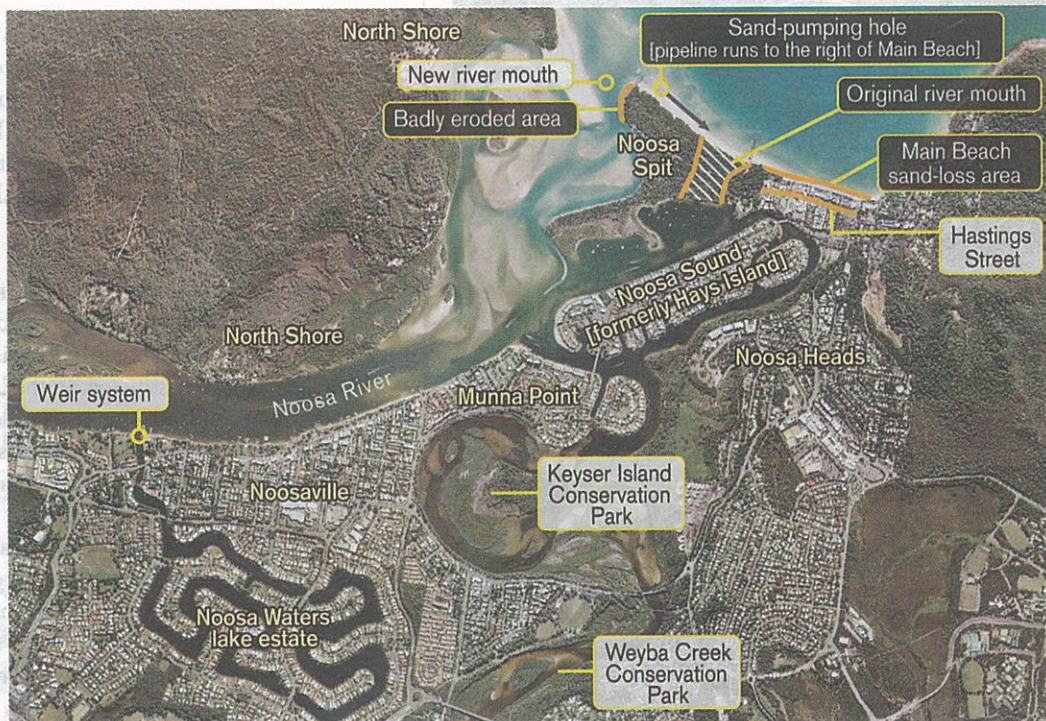 North Shore
Sand-pumping hole
[pipeline runs to the right of Main Beach]
New river mouth
Original river mouth
Badly eroded area
Noosa
Spit
Main Beach
sand-loss area
Hastings
Street
Noosa Sound
[formerly Hays Island]
North Shore
Noosa Heads
Weir system
Noosa River
Munna Point
Keyser Island
Conservation
Park
Noosaville
Noosa Waters
lake estate
Weyba Creek
Conservation
Park